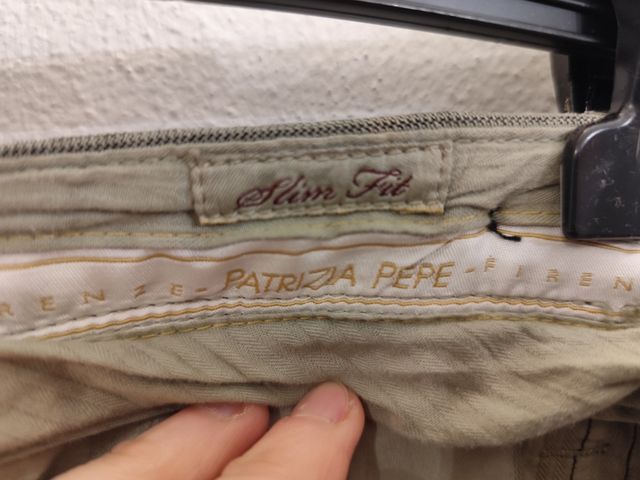 Slim Fit
RENZE - PATRIZIA PEPE - FIREN